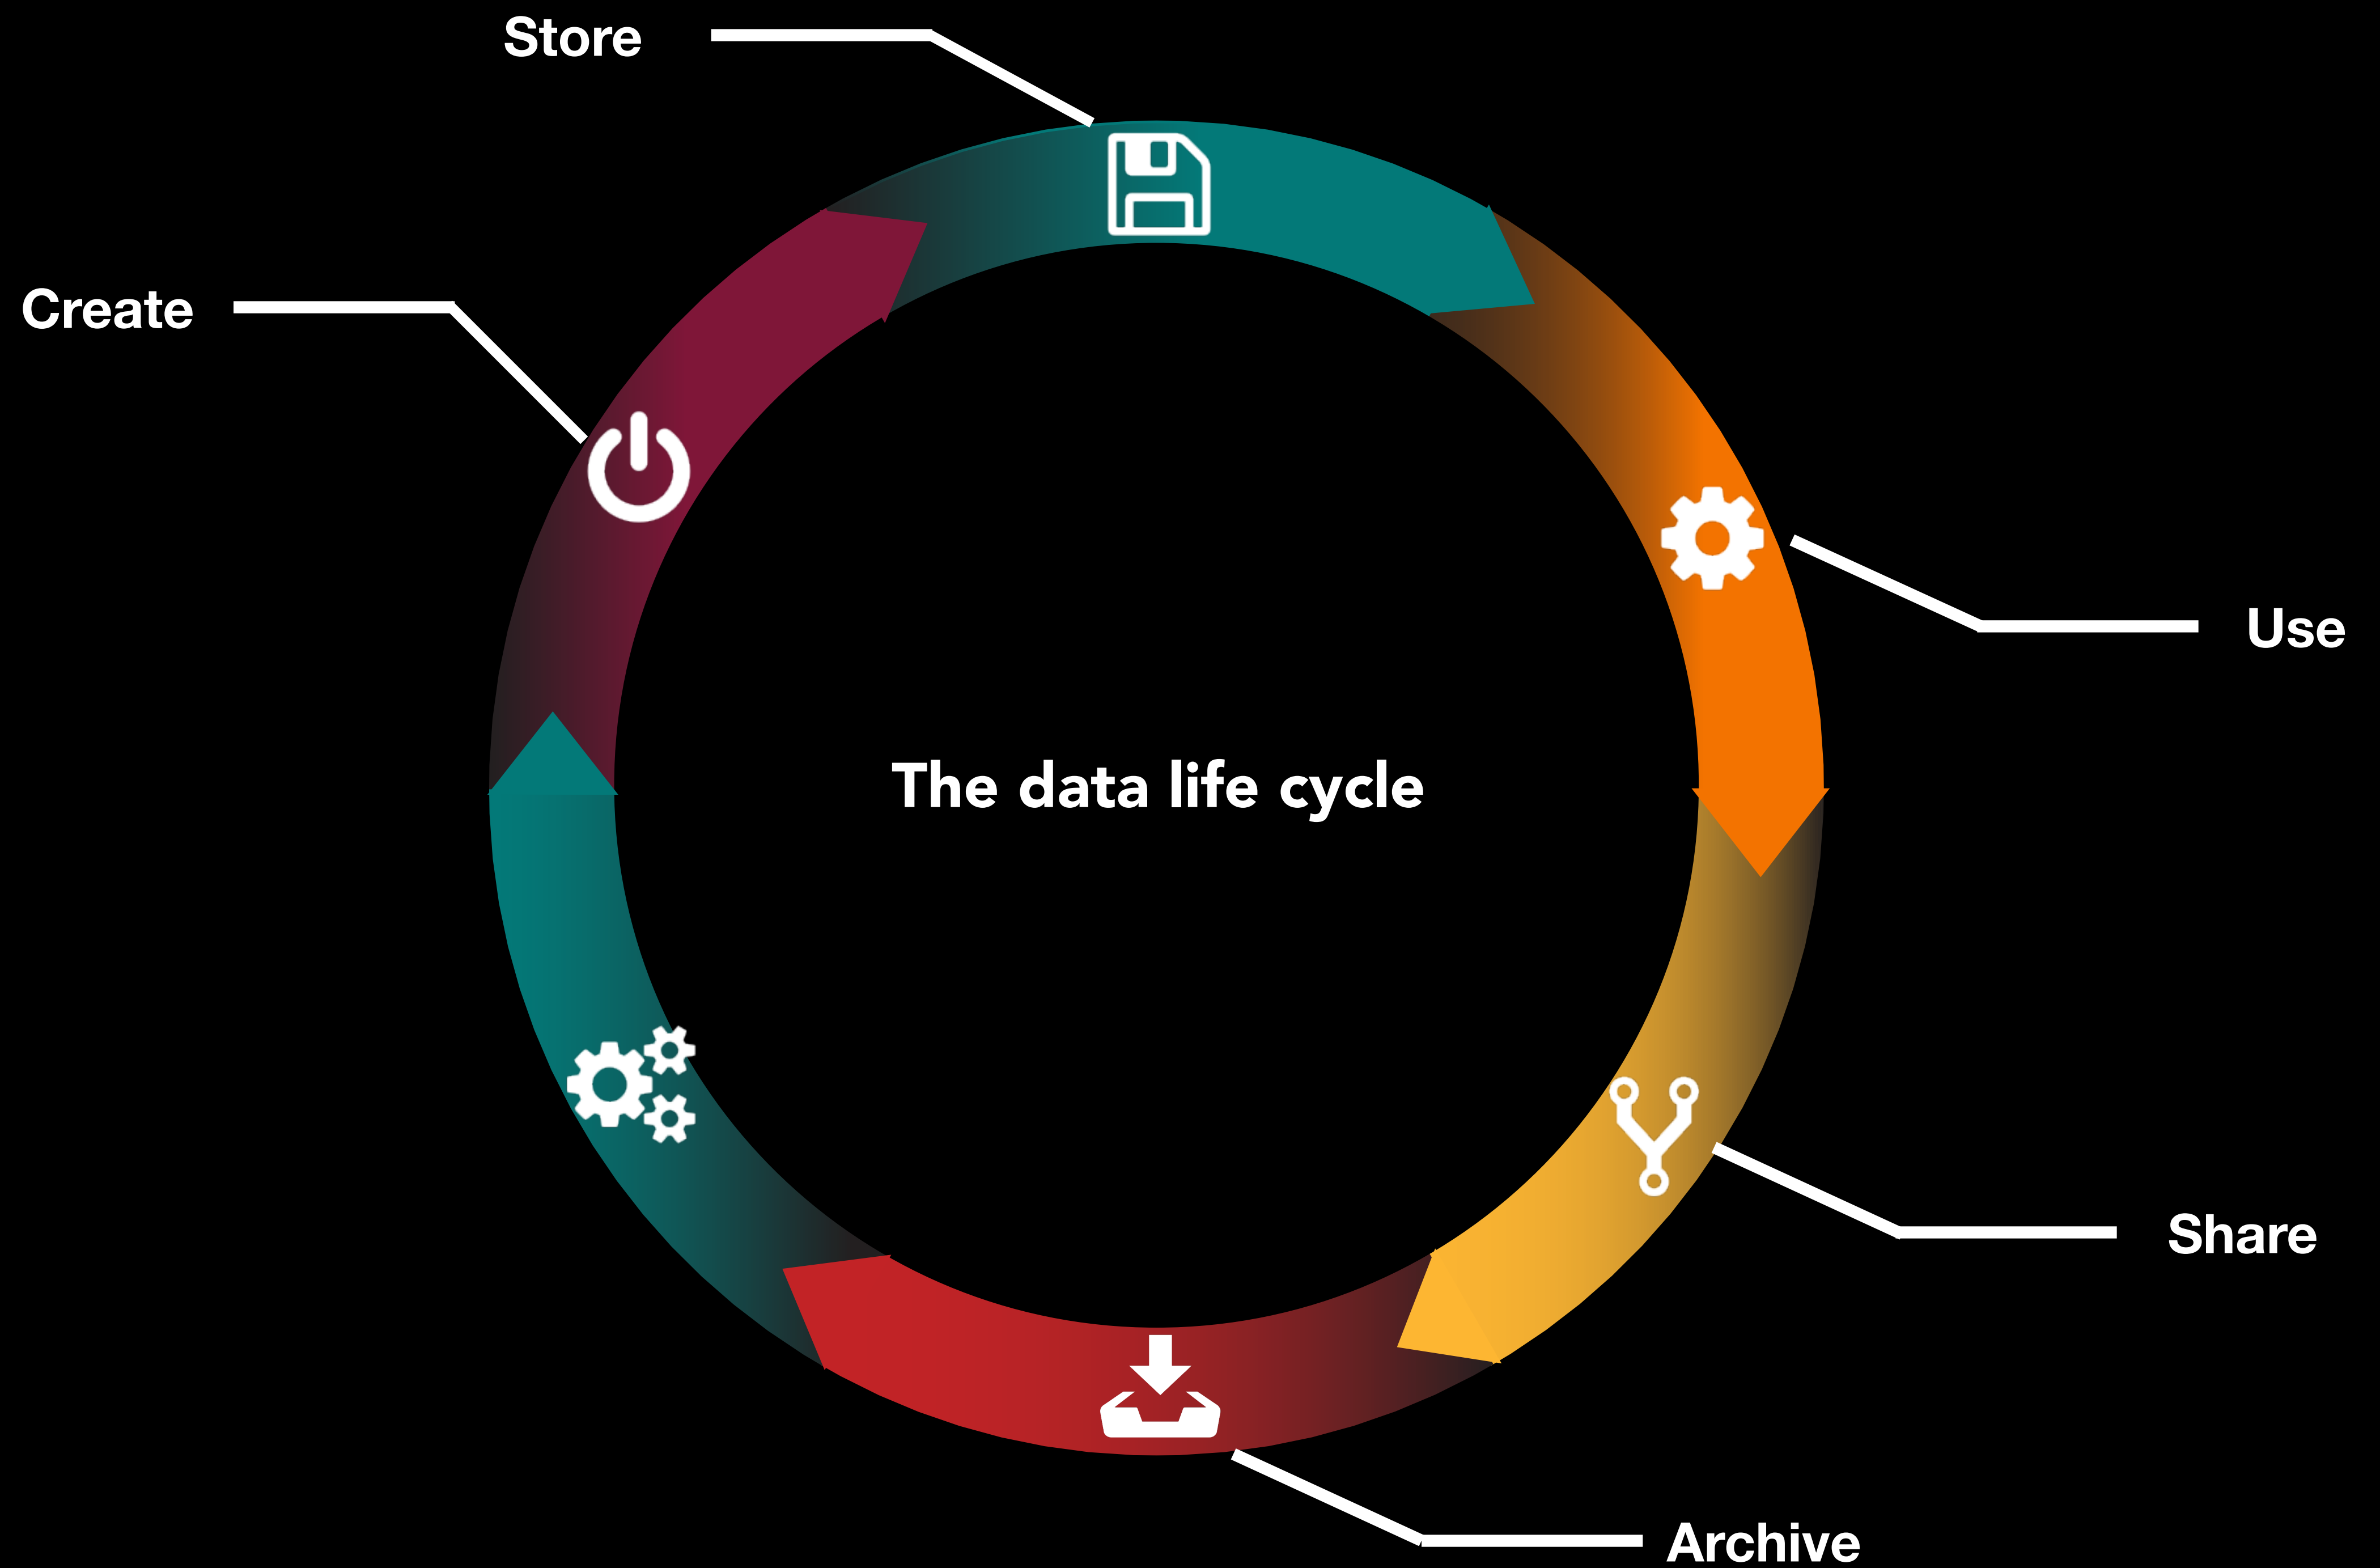 Store
Create
Use
The data life cycle
Share
Archive